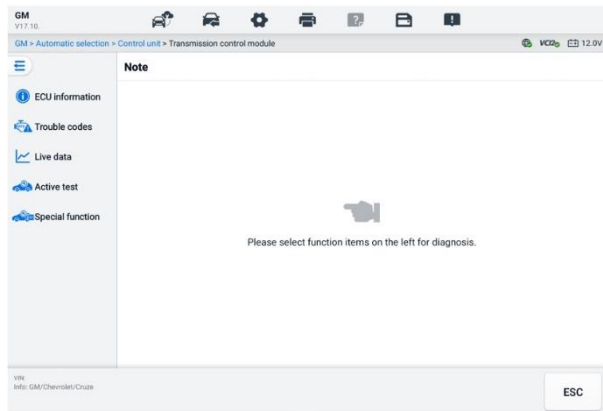 GM
V17.10.
GM > Automatic selection > Control unit > Transmission control module
VCI
12.0V
Note
ECU information
Trouble codes
Live data
Active test
Special function
Please select function items on the left for diagnosis.
VIN
Info: GM/Chevrolet/Cruze
ESC